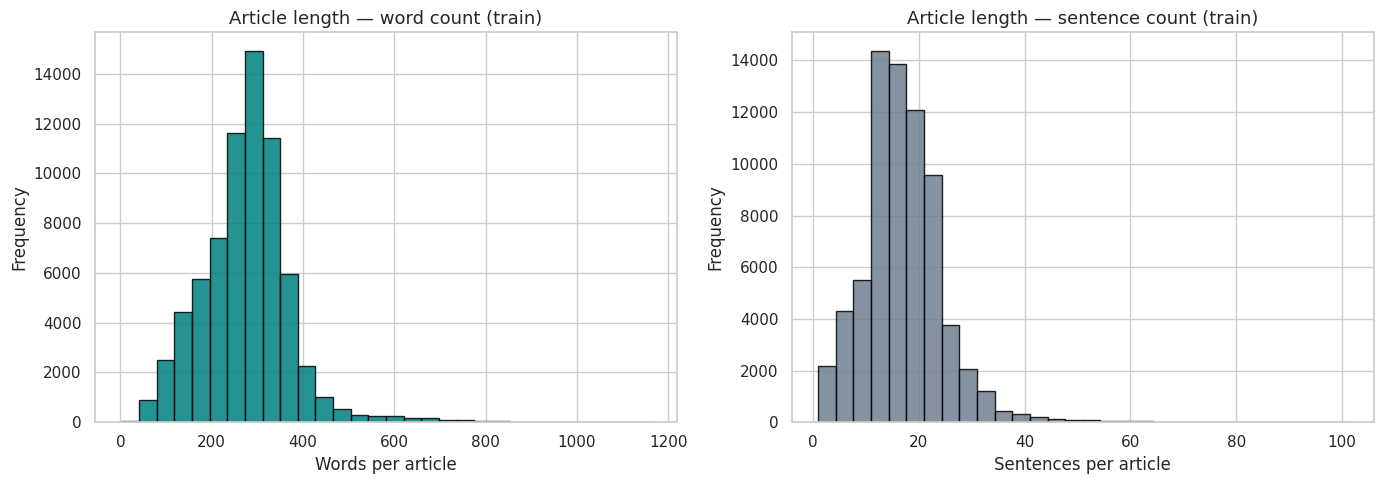 Article length — word count (train)
Frequency
14000
12000
10000
8000
6000
4000
2000
0
0 200 400 600 800 1000 1200
Words per article
Article length — sentence count (train)
Frequency
14000
12000
10000
8000
6000
4000
2000
0
0 20 40 60 80 100
Sentences per article